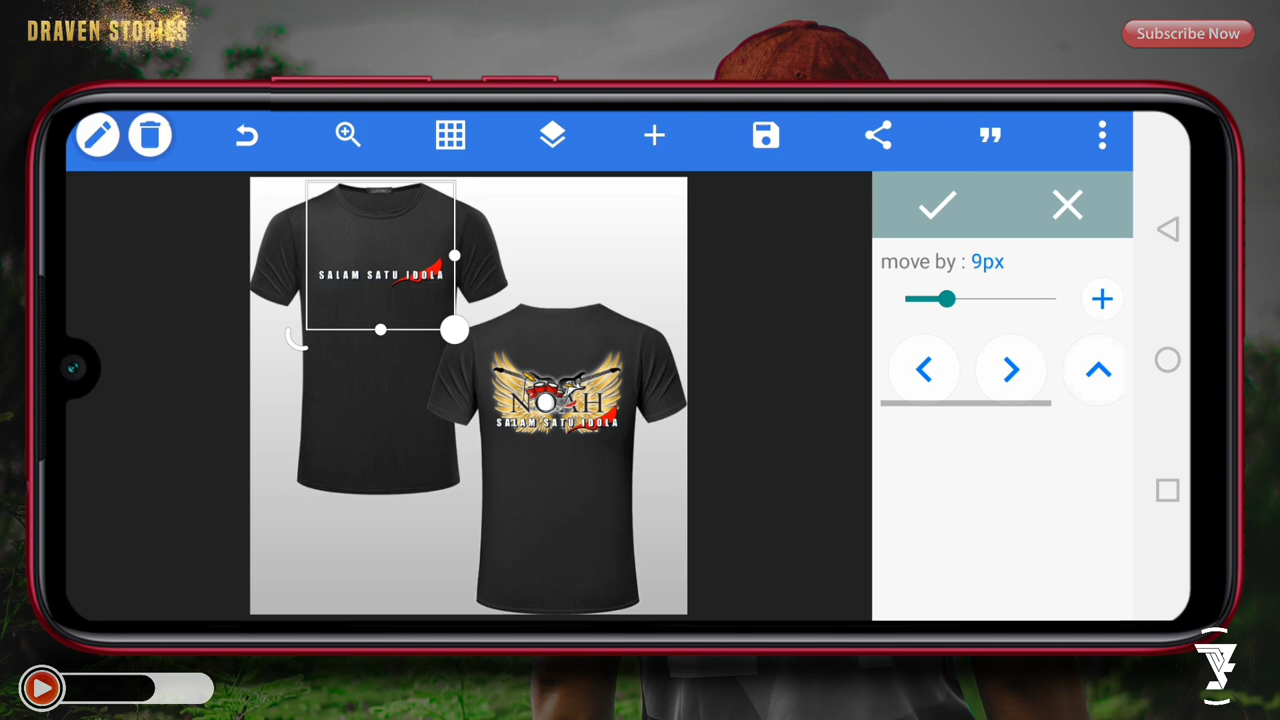 DRAVEN STORIES
Subscribe Now
move by : 9px
SALAM SATU IDOLA
NOAH
SALAM SATU IDOLA